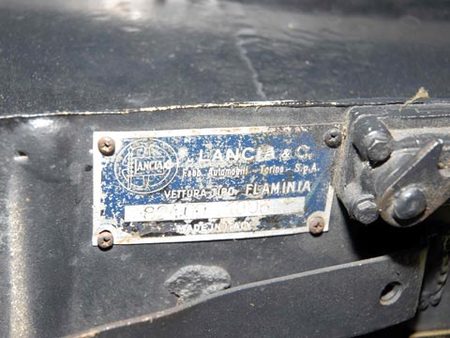 LANCIA
LANCIA & C.
Fabb. Automobili - Torino - S.p.A.
VETTURA TIPO FLAMINIA
MADE IN ITALY